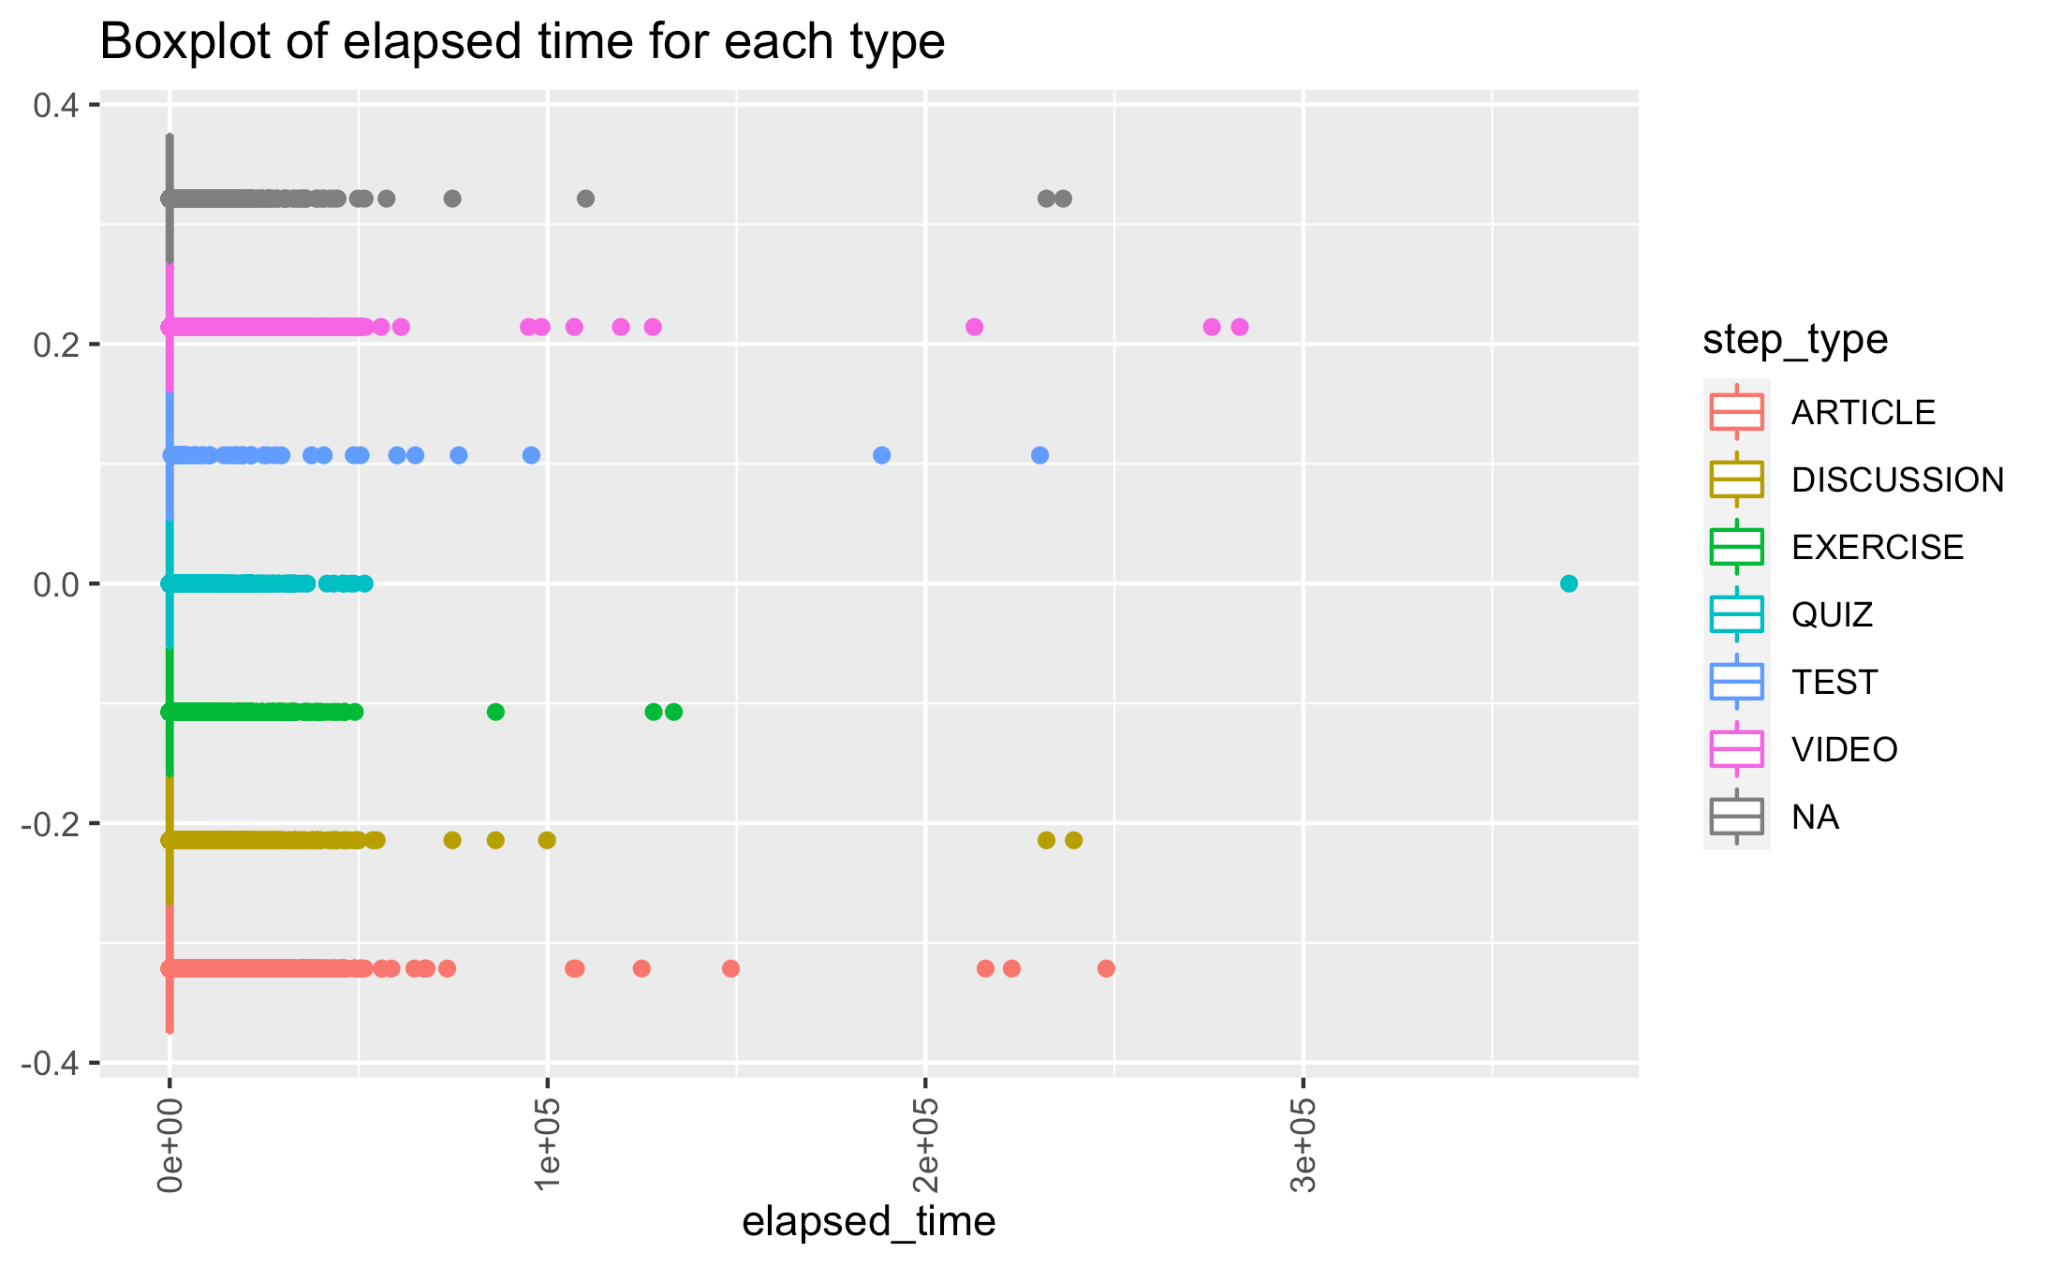 Boxplot of elapsed time for each type
0.4
0.2
0.0
-0.2
-0.4
0e+00
1e+05
2e+05
3e+05
elapsed_time
step_type
ARTICLE
DISCUSSION
EXERCISE
QUIZ
TEST
VIDEO
NA